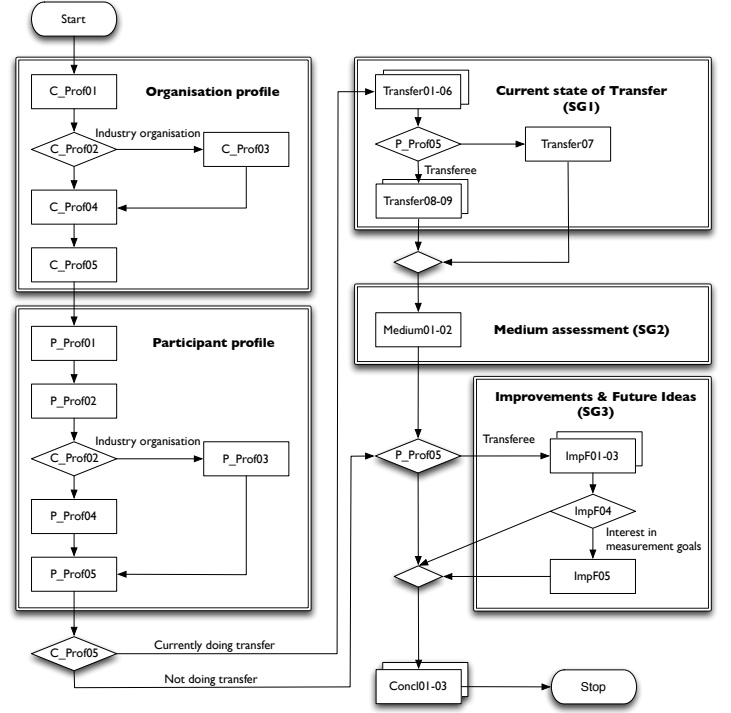 Start
Organisation profile
C_Prof01
Industry organisation
C_Prof02
C_Prof03
C_Prof04
C_Prof05
Participant profile
P_Prof01
P_Prof02
Industry organisation
C_Prof02
P_Prof03
P_Prof04
P_Prof05
C_Prof05
Currently doing transfer
Not doing transfer
Current state of Transfer
(SG1)
Transfer01-06
P_Prof05
Transfer07
Transferee
Transfer08-09
Medium assessment (SG2)
Medium01-02
Improvements & Future Ideas
(SG3)
P_Prof05
Transferee
ImpF01-03
ImpF04
Interest in
measurement goals
ImpF05
Concl01-03
Stop